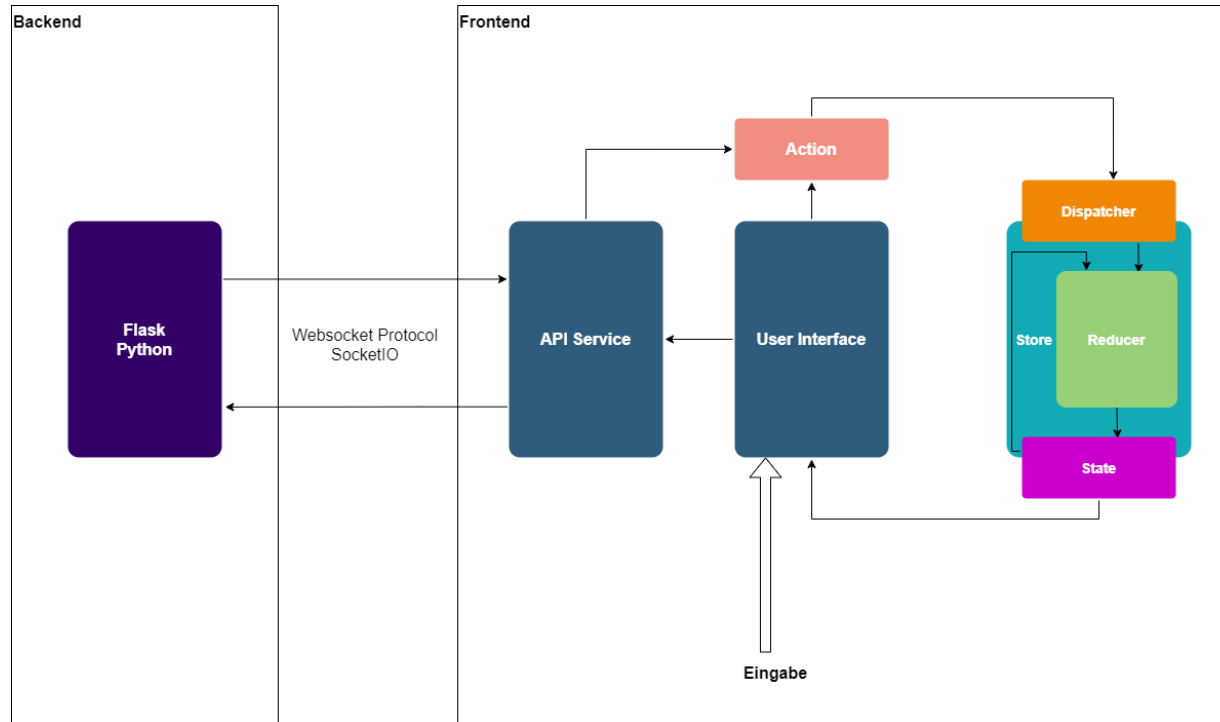 Backend
Frontend
Action
Dispatcher
Flask
Python
Websocket Protocol
SocketIO
API Service
User Interface
Store
Reducer
State
Eingabe